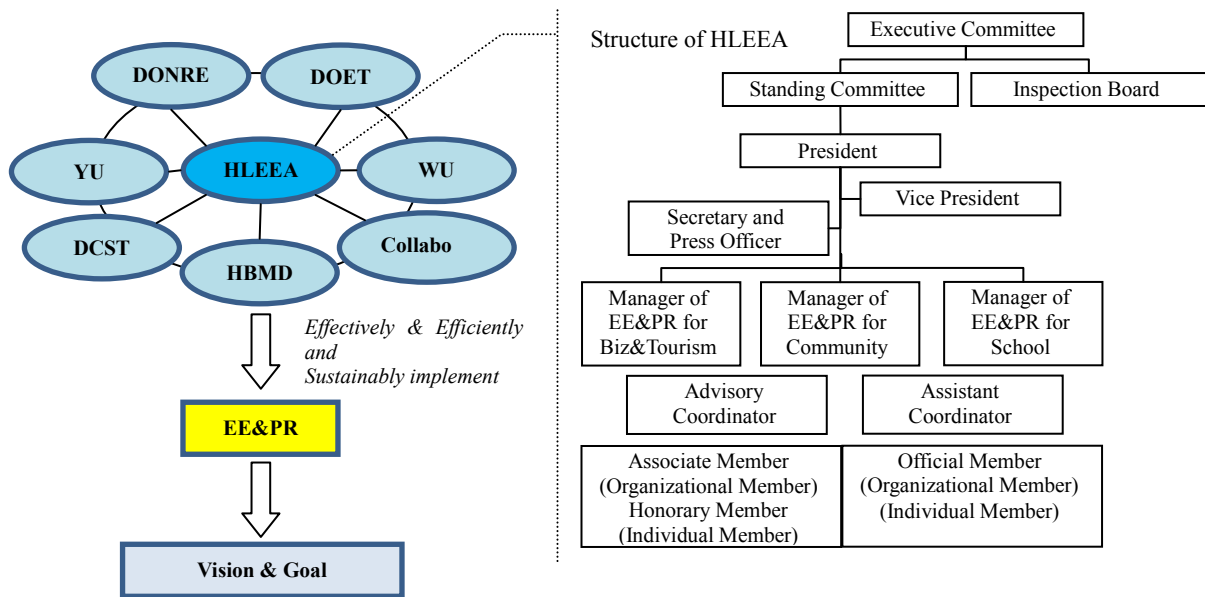 DONRE
DOET
YU
HLEEA
WU
DCST
HBMD
Collabo
Effectively & Efficiently
and
Sustainably implement
EE&PR
Vision & Goal
Structure of HLEEA
Executive Committee
Standing Committee
Inspection Board
President
Vice President
Secretary and
Press Officer
Manager of
EE&PR for
Biz&Tourism
Manager of
EE&PR for
Community
Manager of
EE&PR for
School
Advisory
Coordinator
Assistant
Coordinator
Associate Member
(Organizational Member)
Honorary Member
(Individual Member)
Official Member
(Organizational Member)
(Individual Member)